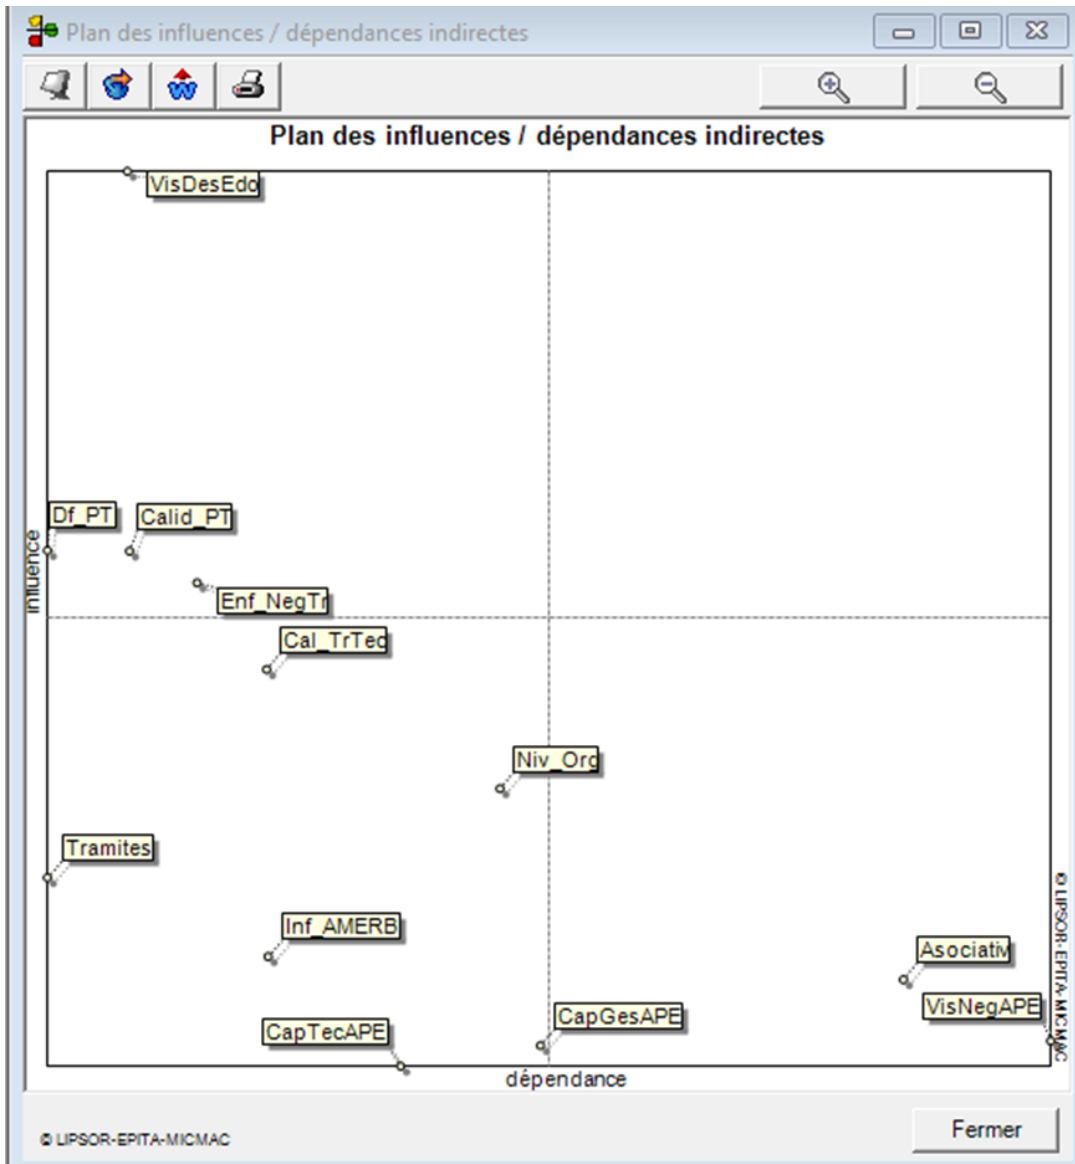 Plan des influences / dépendances indirectes
Plan des influences / dépendances indirectes
VisDesEdo
Df_PT
Calid_PT
influence
Enf_NegTr
Cal_TrTec
Niv_Org
Tramites
Inf_AMERB
Asociativ
VisNegAPE
CapGesAPE
CapTecAPE
© LIPSOR-EPITA-MICMAC
dépendance
© LIPSOR-EPITA-MICMAC
Fermer